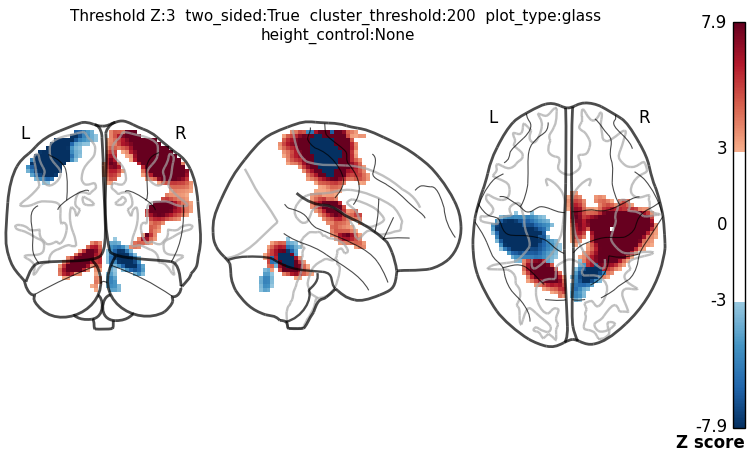 Threshold Z:3  two_sided:True  cluster_threshold:200  plot_type:glass
height_control:None
L
R
L
R
7.9
3
0
-3
-7.9
Z score